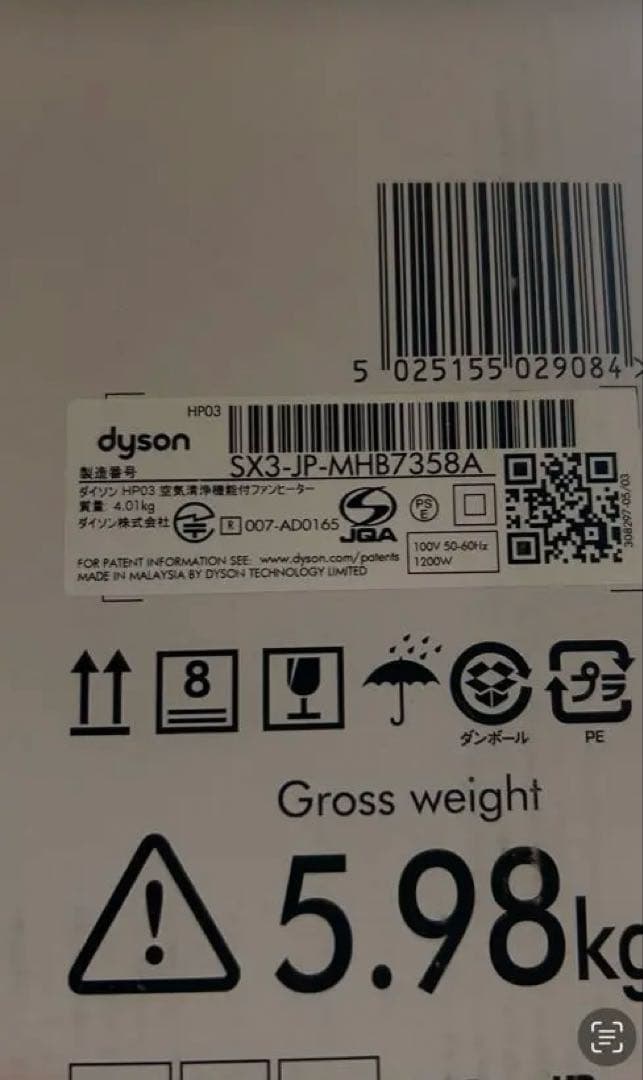 5 025155 029084 >
HP03
dyson
SX3-JP-MHB7358A
製造番号
ダイソン HP03 空気清浄機能付ファンヒーター
質量: 4.01kg
ダイソン株式会社
R 007-AD0165
JQA
PS
E
100V 50-60Hz
1200W
308297-05/03
FOR PATENT INFORMATION SEE: www.dyson.com/patents
MADE IN MALAYSIA BY DYSON TECHNOLOGY LIMITED
8
プラ
ダンボール
PE
Gross weight
!
5.98kg